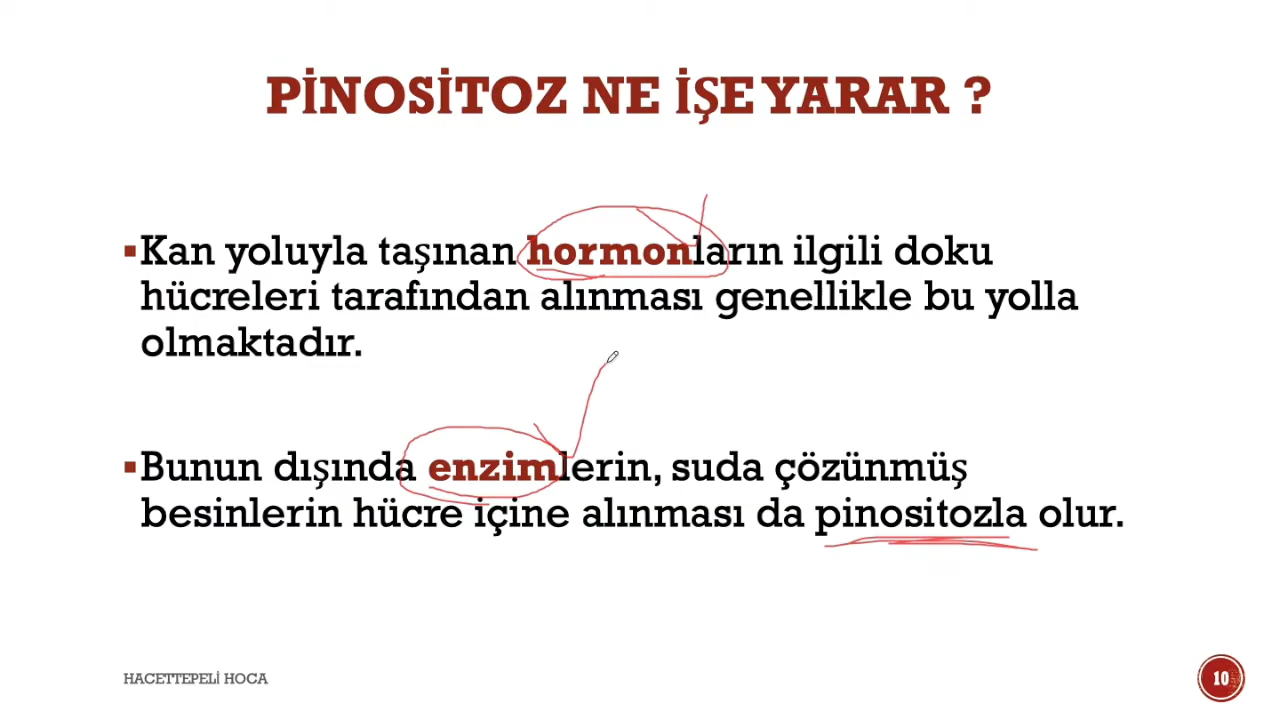 PİNOSİTOZ NE İŞE YARAR ?
▪Kan yoluyla taşınan hormonların ilgili doku
hücreleri tarafından alınması genellikle bu yolla
olmaktadır.
▪Bunun dışında enzimlerin, suda çözünmüş
besinlerin hücre içine alınması da pinositozla olur.
HACETTEPELİ HOCA
10